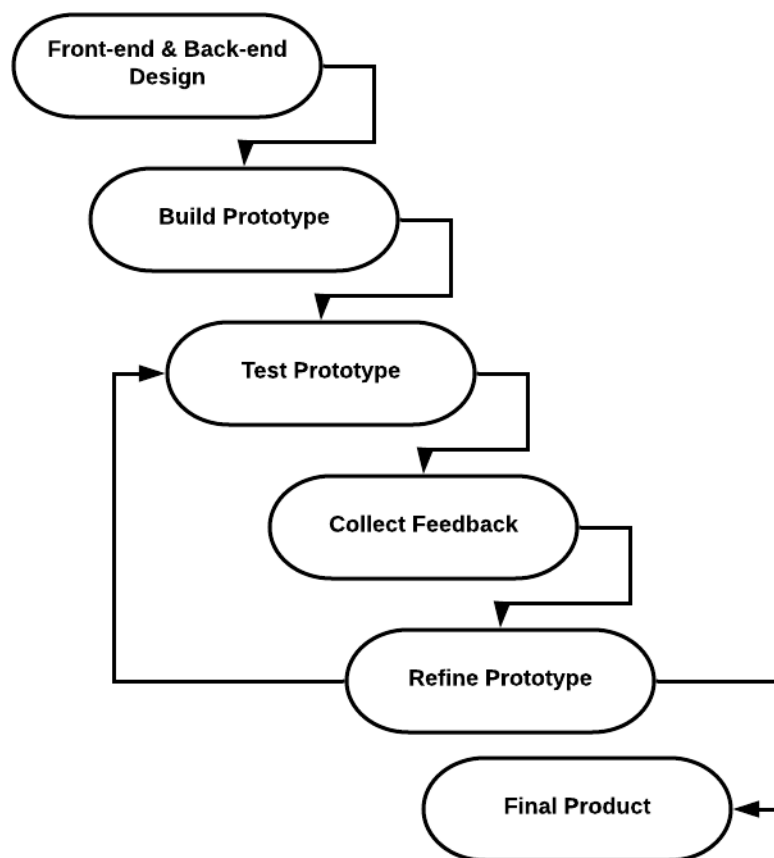 Front-end & Back-end
Design
Build Prototype
Test Prototype
Collect Feedback
Refine Prototype
Final Product